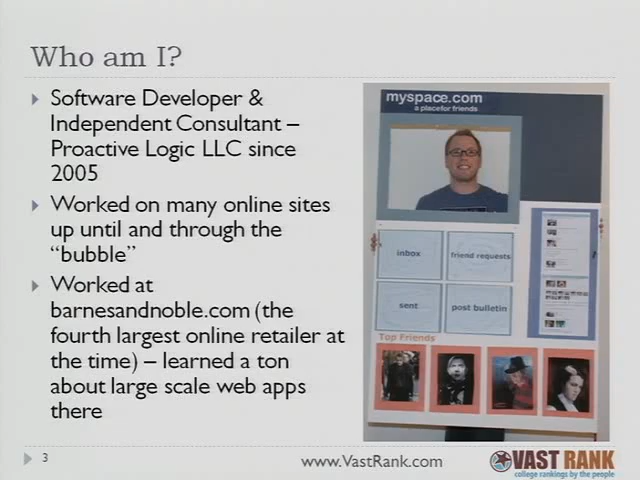 Who am I?
Software Developer &
Independent Consultant –
Proactive Logic LLC since
2005
Worked on many online sites
up until and through the
“bubble”
Worked at
barnesandnoble.com (the
fourth largest online retailer at
the time) – learned a ton
about large scale web apps
there
myspace.com
a place for friends
inbox
friend requests
sent
post bulletin
Top Friends
3
www.VastRank.com
VAST RANK
college rankings by the people